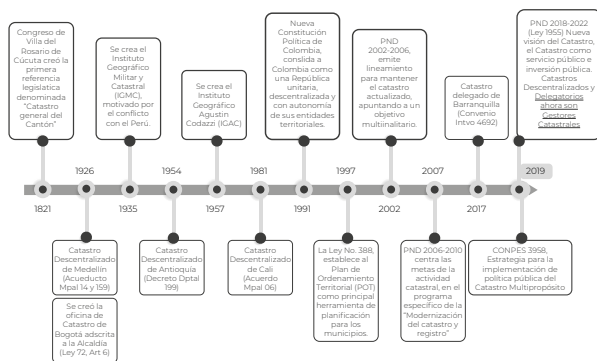 Congreso de
Villa del
Rosario de
Cúcuta creó la
primera
referencia
legislatica
denominada
"Catastro
general del
Cantón"
Se crea el
Instituto
Geográfico
Militar y
Catastral
(IGMC),
motivado por
el conflicto
con el Perú.
Se crea el
Instituto
Geográfico
Agustin
Codazzi (IGAC)
Nueva
Constitución
Política de
Colombia,
conslida a
Colombia como
una República
unitaria,
descentralizada y
con autonomía
de sus entidades
territoriales.
PND
2002-2006,
emite
lineamiento
para mantener
el catastro
actualizado,
apuntando a
un objetivo
multiinalitario.
Catastro
delegado de
Barranquilla
(Convenio
Intvo 4692)
PND 2018-2022
(Ley 1955) Nueva
visión del Catastro,
el Catastro como
servicio público e
inversión pública.
Catastros
Descentralizados y
Delegatorios
ahora son
Gestores
Catastrales
1926
1954
1981
1997
2007
2019
1821
1935
1957
1991
2002
2017
Catastro
Descentralizado
de Medellín
(Acueducto
Mpal 14 y 159)
Se creó la
oficina de
Catastro de
Bogotá adscrita
a la Alcaldía
(Ley 72, Art 6)
Catastro
Descentralizado
de Antioquía
(Decreto Dptal
199)
Catastro
Descentralizado
de Cali
(Acuerdo
Mpal 06)
La Ley No. 388,
establece al
Plan de
Ordenamiento
Territorial (POT)
como principal
herramienta de
planificación
para los
municipios.
PND 2006-2010
centra las
metas de la
actividad
catastral, en el
programa
específico de la
"Modernización
del catastro y
registro"
CONPES 3958,
Estrategia para la
implementación de
política pública del
Catastro Multipropósito